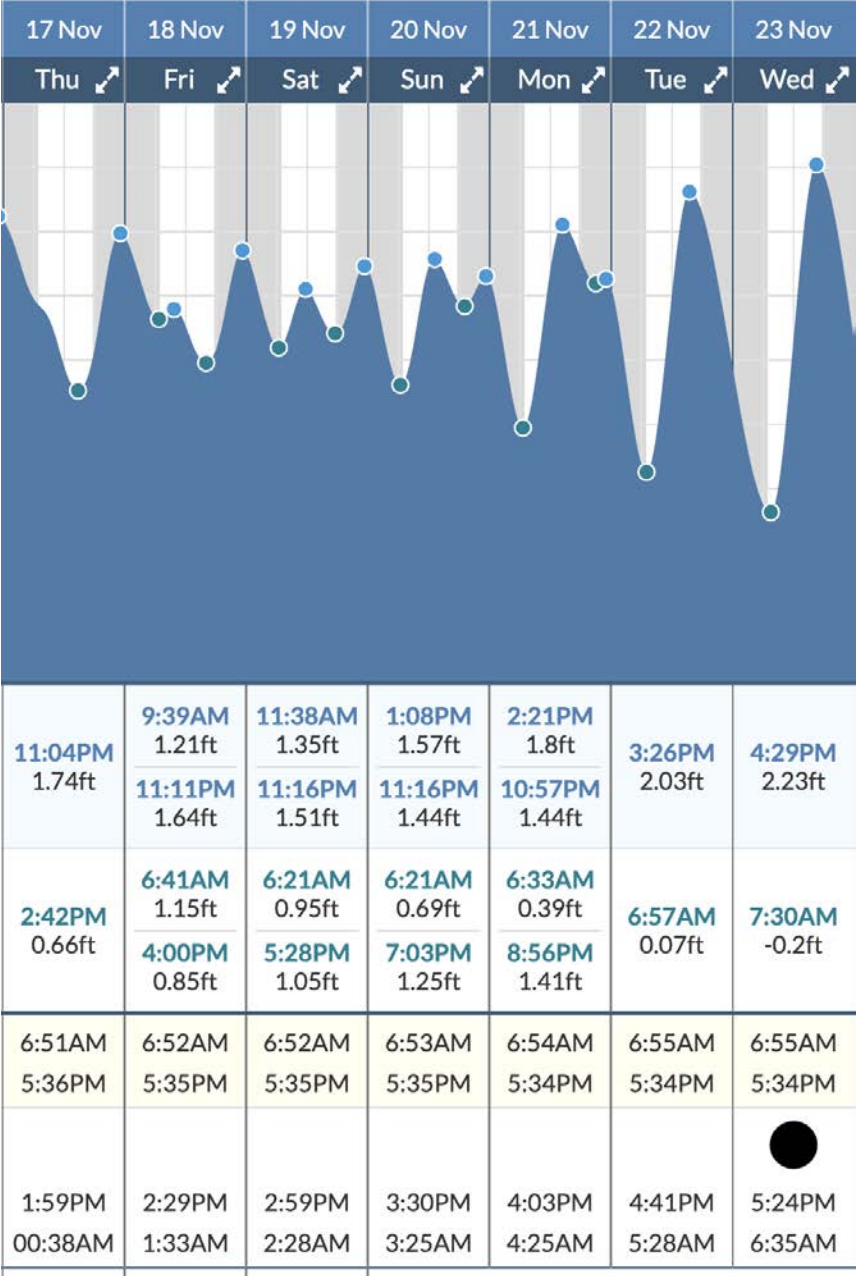 17 Nov 18 Nov 19 Nov 20 Nov 21 Nov 22 Nov 23 Nov
Thu Fri Sat Sun Mon Tue Wed
9:39AM 11:38AM 1:08PM 2:21PM
11:04PM 1.21ft 1.35ft 1.57ft 1.8ft 3:26PM 4:29PM
1.74ft 11:11PM 11:16PM 11:16PM 10:57PM 2.03ft 2.23ft
1.64ft 1.51ft 1.44ft 1.44ft
6:41AM 6:21AM 6:21AM 6:33AM
2:42PM 1.15ft 0.95ft 0.69ft 0.39ft 6:57AM 7:30AM
0.66ft 4:00PM 5:28PM 7:03PM 8:56PM 0.07ft -0.2ft
0.85ft 1.05ft 1.25ft 1.41ft
6:51AM 6:52AM 6:52AM 6:53AM 6:54AM 6:55AM 6:55AM
5:36PM 5:35PM 5:35PM 5:35PM 5:34PM 5:34PM 5:34PM
1:59PM 2:29PM 2:59PM 3:30PM 4:03PM 4:41PM 5:24PM
00:38AM 1:33AM 2:28AM 3:25AM 4:25AM 5:28AM 6:35AM